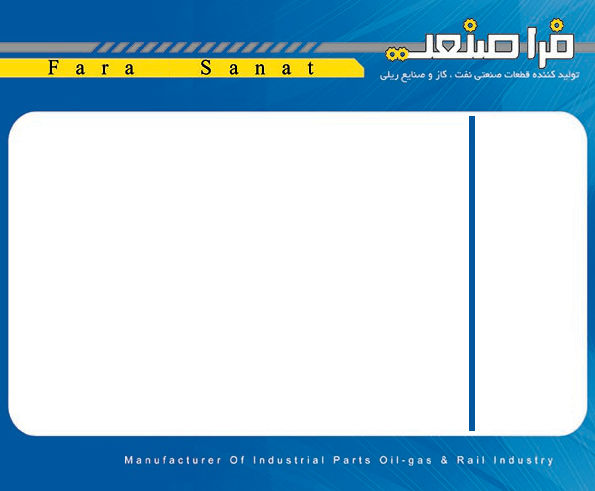 فرا صنعت
تولید کننده قطعات صنعتی نفت ، گاز و صنایع ریلی
Fara Sanat
Manufacturer Of Industrial Parts Oil-gas & Rail Industry